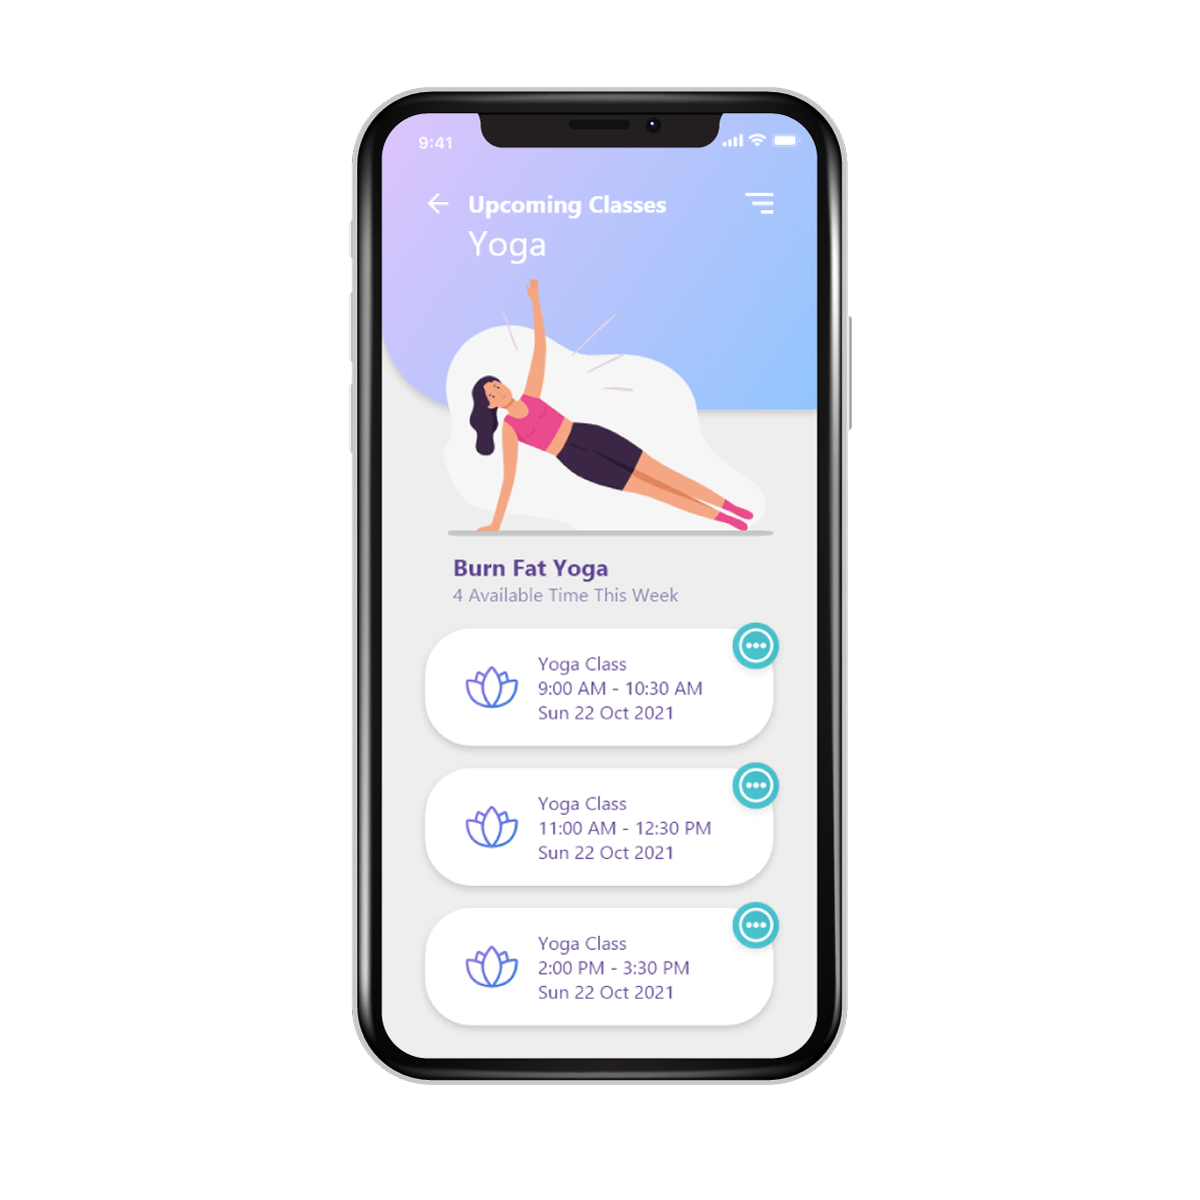 9:41
Upcoming Classes
Yoga
Burn Fat Yoga
4 Available Time This Week
Yoga Class
9:00 AM - 10:30 AM
Sun 22 Oct 2021
Yoga Class
11:00 AM - 12:30 PM
Sun 22 Oct 2021
Yoga Class
2:00 PM - 3:30 PM
Sun 22 Oct 2021